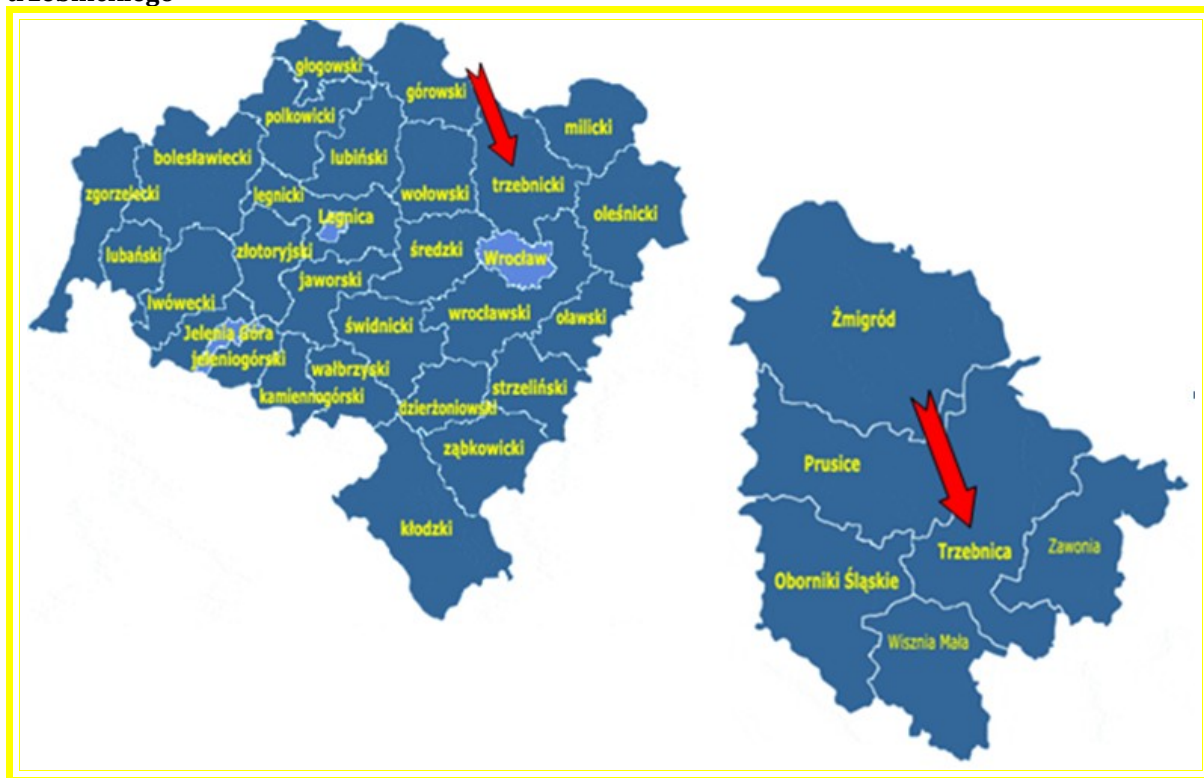 trzebnickiego
głogowski
górowski
polkowicki
milicki
bolesławiecki
lubiński
zgorzelecki
legnicki
wołowski
trzebnicki
oleśnicki
Legnica
lubański
złotoryjski
średzki
Wrocław
jaworski
lwówecki
wrocławski
oławski
świdnicki
Jelenia Góra
jeleniogórski
wałbrzyski
strzeliński
kamiennogórski
dzierżoniowski
ząbkowicki
kłodzki
Żmigród
Prusice
Trzebnica
Zawonia
Oborniki Śląskie
Wisznia Mała